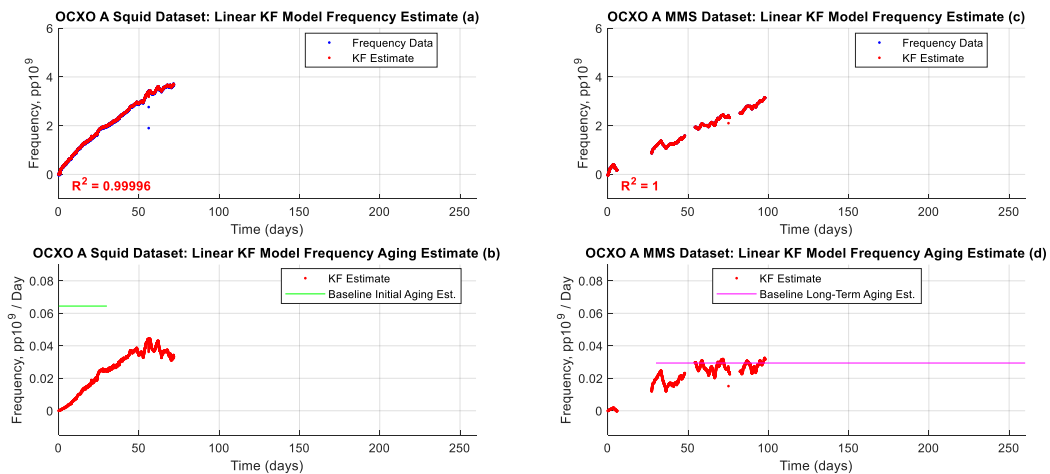 OCXO A Squid Dataset: Linear KF Model Frequency Estimate (a)
6
4
2
0
Frequency, pp10^9
Frequency Data
KF Estimate
R^2 = 0.99996
0 50 100 150 200 250
Time (days)
OCXO A MMS Dataset: Linear KF Model Frequency Estimate (c)
6
4
2
0
Frequency, pp10^9
Frequency Data
KF Estimate
R^2 = 1
0 50 100 150 200 250
Time (days)
OCXO A Squid Dataset: Linear KF Model Frequency Aging Estimate (b)
0.08
0.06
0.04
0.02
0
Frequency, pp10^9 / Day
KF Estimate
Baseline Initial Aging Est.
0 50 100 150 200 250
Time (days)
OCXO A MMS Dataset: Linear KF Model Frequency Aging Estimate (d)
0.08
0.06
0.04
0.02
0
Frequency, pp10^9 / Day
KF Estimate
Baseline Long-Term Aging Est.
0 50 100 150 200 250
Time (days)